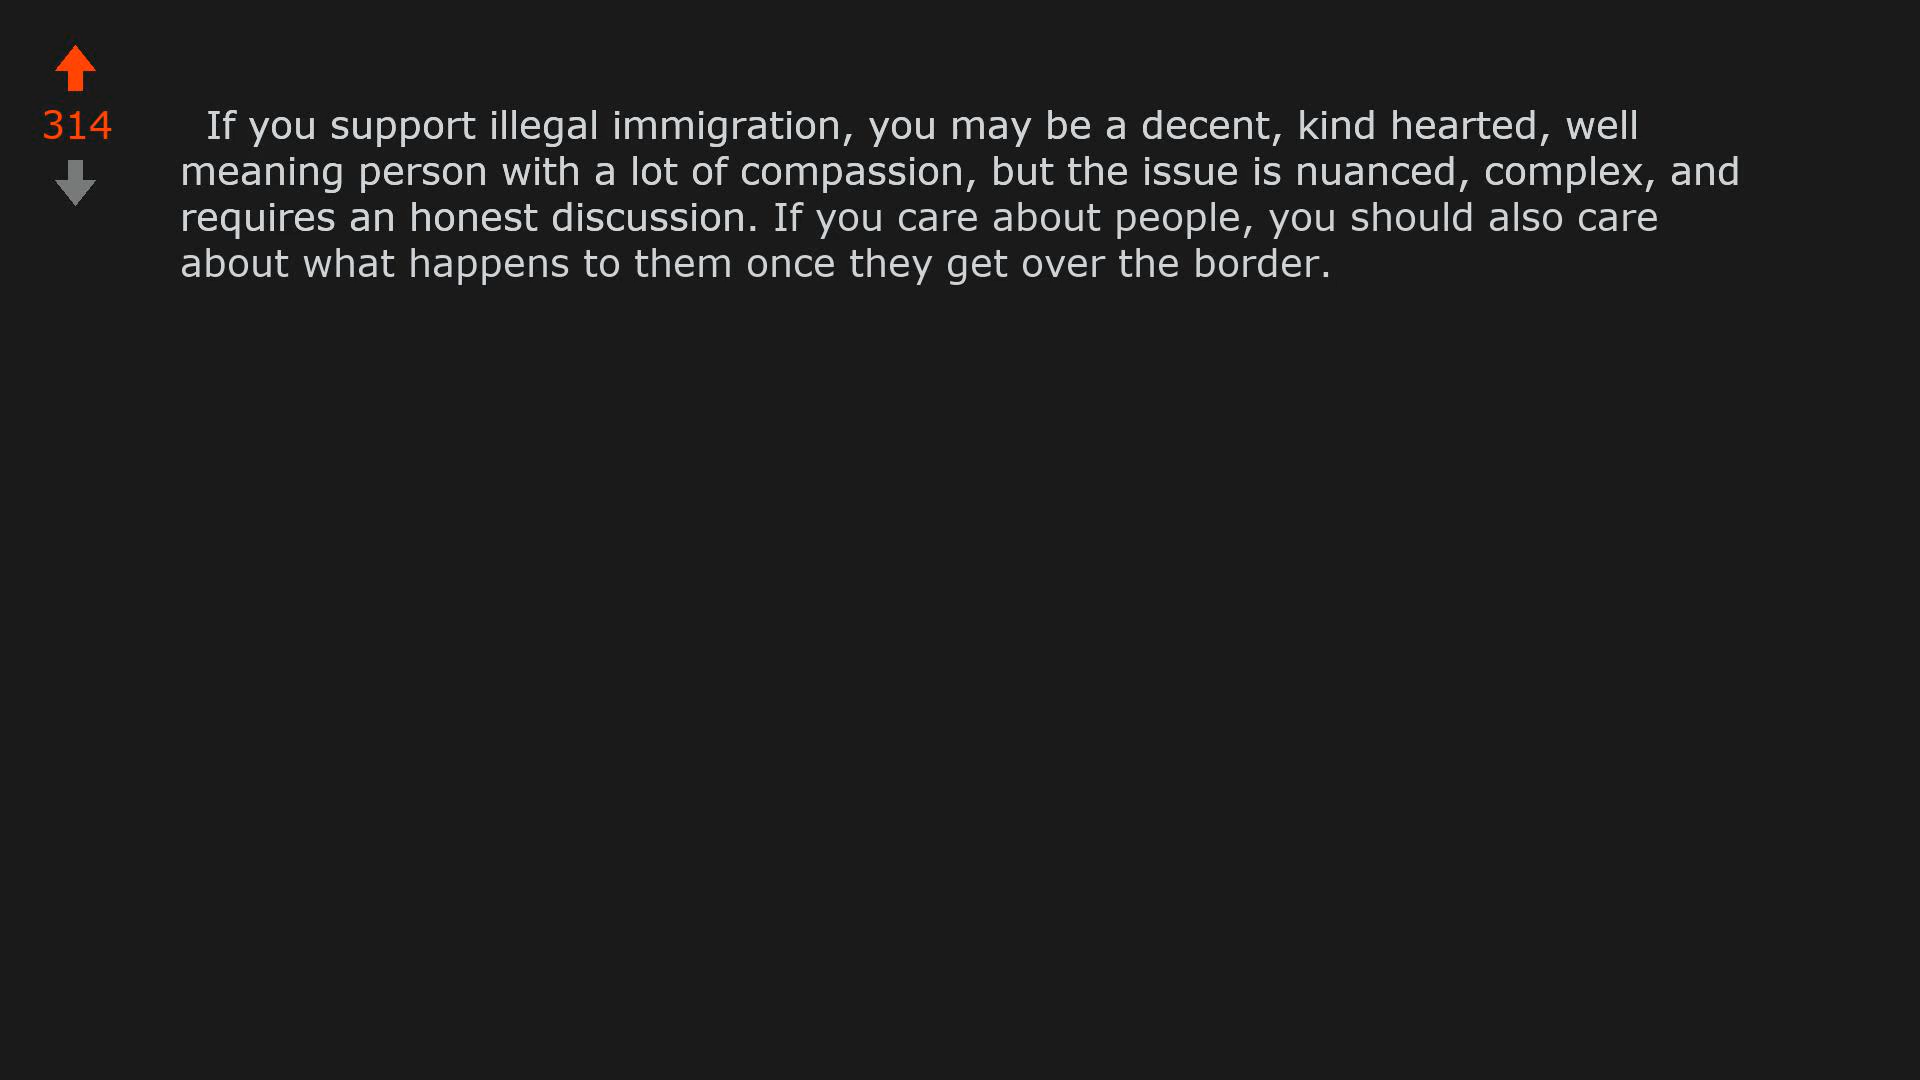 314
If you support illegal immigration, you may be a decent, kind hearted, well
meaning person with a lot of compassion, but the issue is nuanced, complex, and
requires an honest discussion. If you care about people, you should also care
about what happens to them once they get over the border.